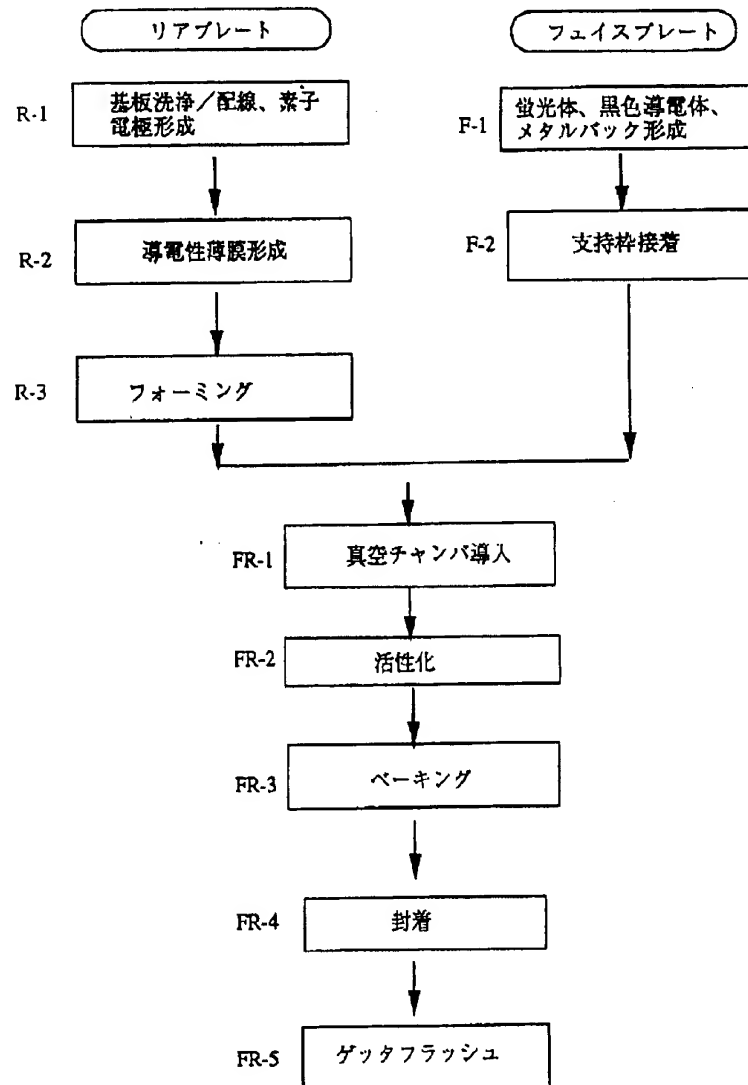 リアプレート
フェイスプレート
R-1
基板洗浄/配線、素子
電極形成
F-1
蛍光体、黒色導電体、
メタルバック形成
R-2
導電性薄膜形成
F-2
支持枠接着
R-3
フォーミング
FR-1
真空チャンバ導入
FR-2
活性化
FR-3
ベーキング
FR-4
封着
FR-5
ゲッタフラッシュ